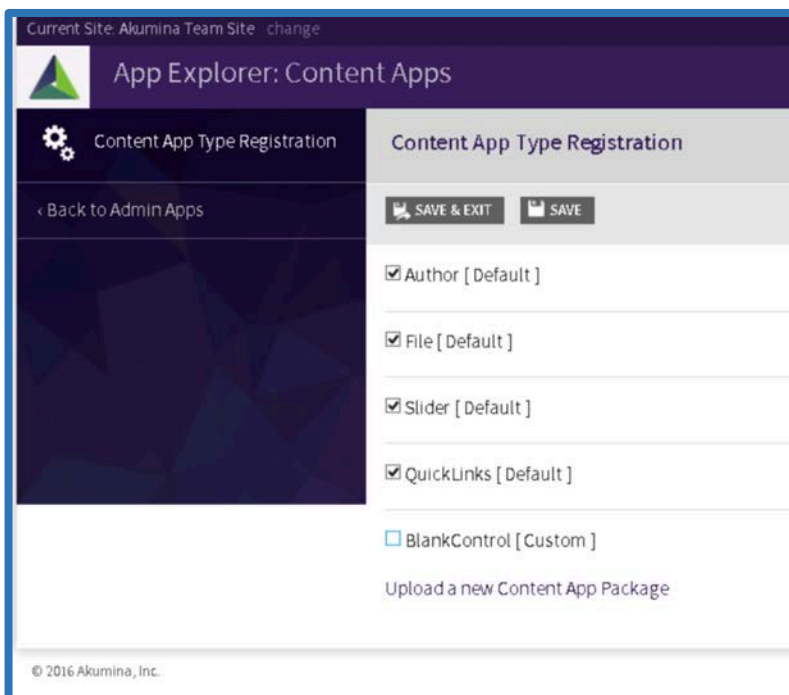 Current Site: Akumina Team Site change
App Explorer: Content Apps
Content App Type Registration
‹ Back to Admin Apps
Content App Type Registration
SAVE & EXIT SAVE
Author [ Default ]
File [ Default ]
Slider [ Default ]
QuickLinks [ Default ]
BlankControl [ Custom ]
Upload a new Content App Package
© 2016 Akumina, Inc.